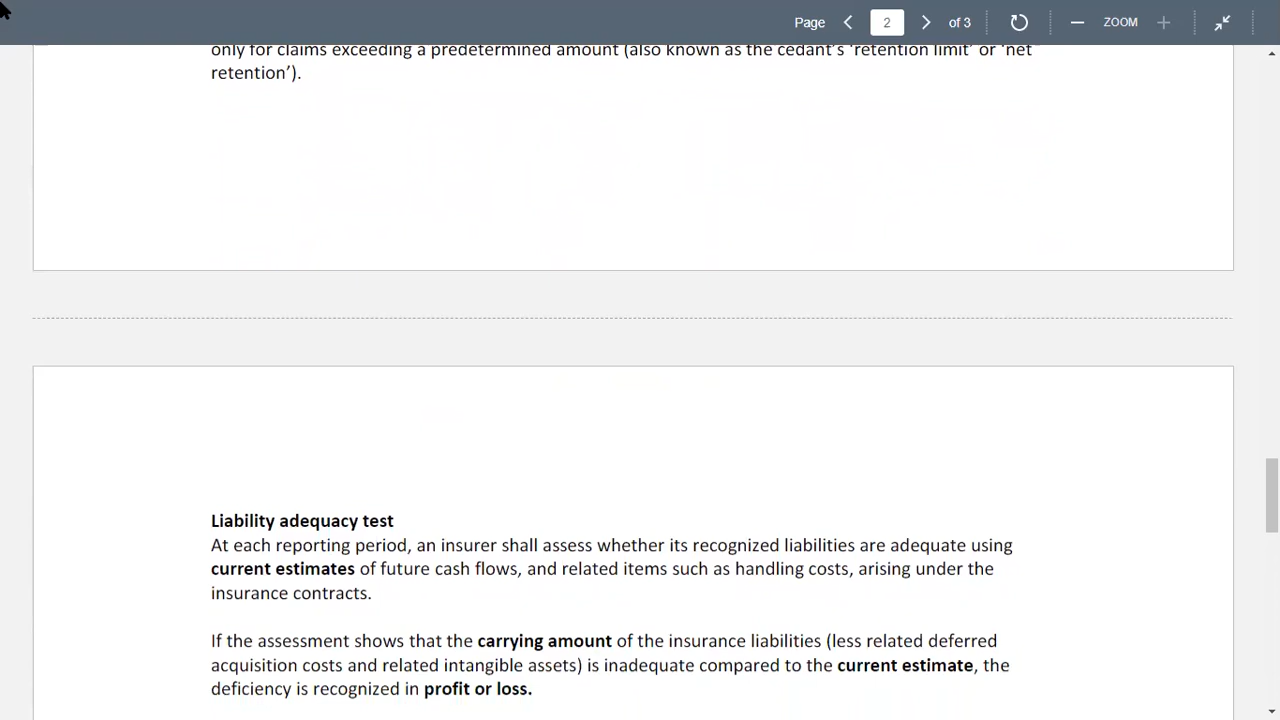 Page 2 of 3 ZOOM
only for claims exceeding a predetermined amount (also known as the cedant's 'retention limit' or 'net
retention').
Liability adequacy test
At each reporting period, an insurer shall assess whether its recognized liabilities are adequate using
current estimates of future cash flows, and related items such as handling costs, arising under the
insurance contracts.
If the assessment shows that the carrying amount of the insurance liabilities (less related deferred
acquisition costs and related intangible assets) is inadequate compared to the current estimate, the
deficiency is recognized in profit or loss.